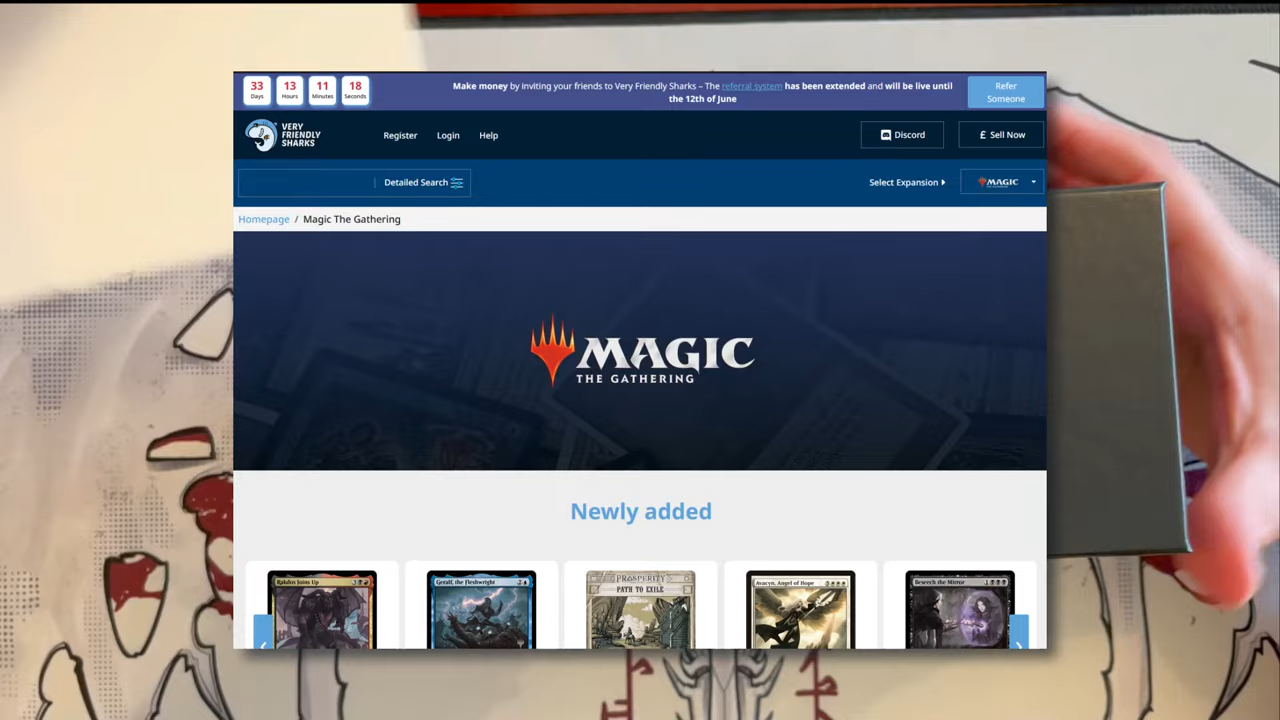 33 13 11 18
Days Hours Minutes Seconds
Make money by inviting your friends to Very Friendly Sharks – The referral system has been extended and will be live until
the 12th of June
Refer
Someone
VERY
FRIENDLY
SHARKS
Register Login Help
Discord
£ Sell Now
Detailed Search
Select Expansion
MAGIC
THE GATHERING
Homepage / Magic The Gathering
MAGIC
THE GATHERING
Newly added
Rakdos Joins Up
Geralf, the Fleshwright
PROSPERITY
PATH TO EXILE
Avacyn, Angel of Hope
Beseech the Mirror